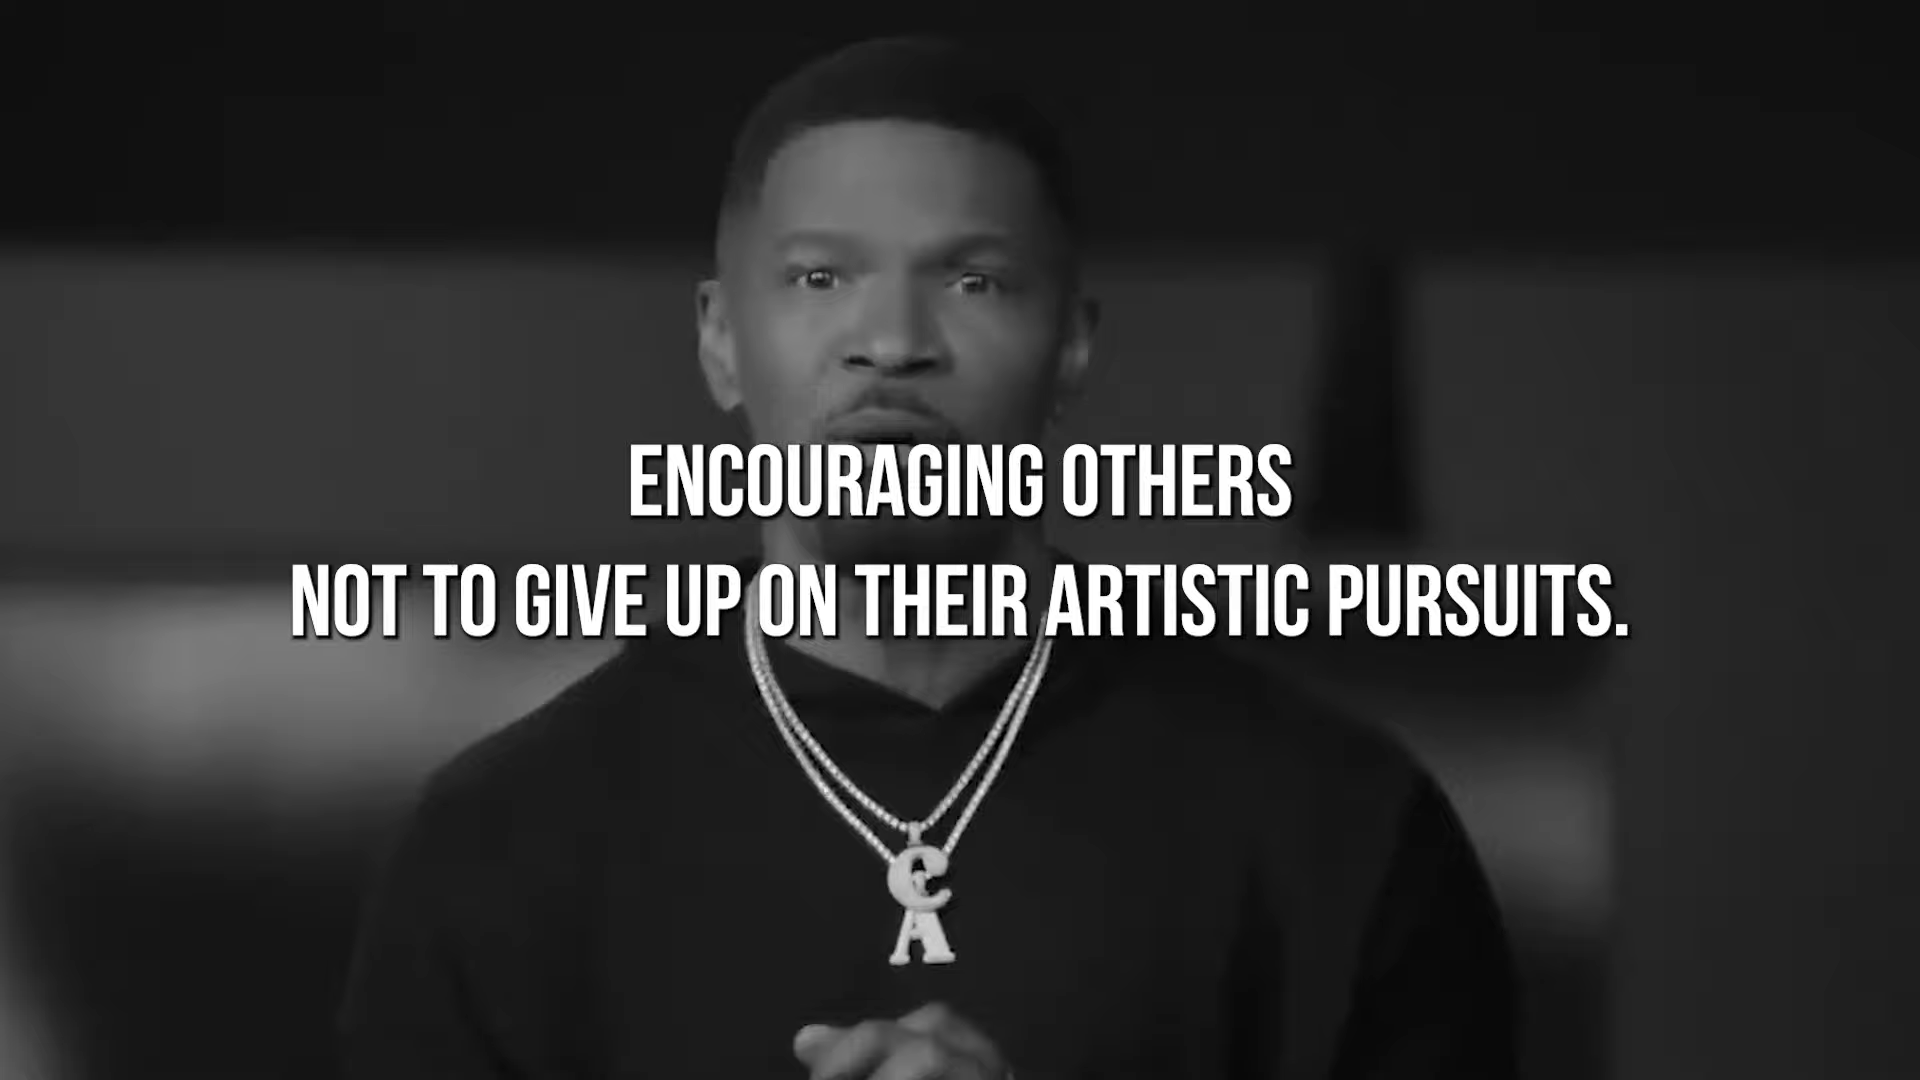 ENCOURAGING OTHERS
NOT TO GIVE UP ON THEIR ARTISTIC PURSUITS.
C
A